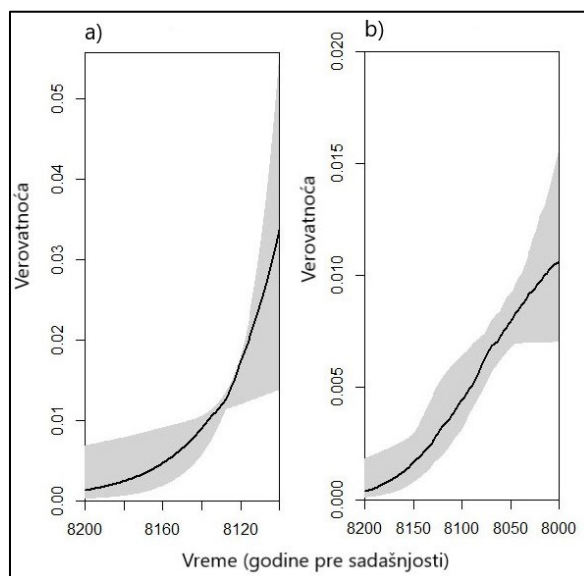 a)
Verovatnoća
0.00 0.01 0.02 0.03 0.04 0.05
8200 8160 8120
b)
Verovatnoća
0.000 0.005 0.010 0.015 0.020
8200 8150 8100 8050 8000
Vreme (godine pre sadašnjosti)